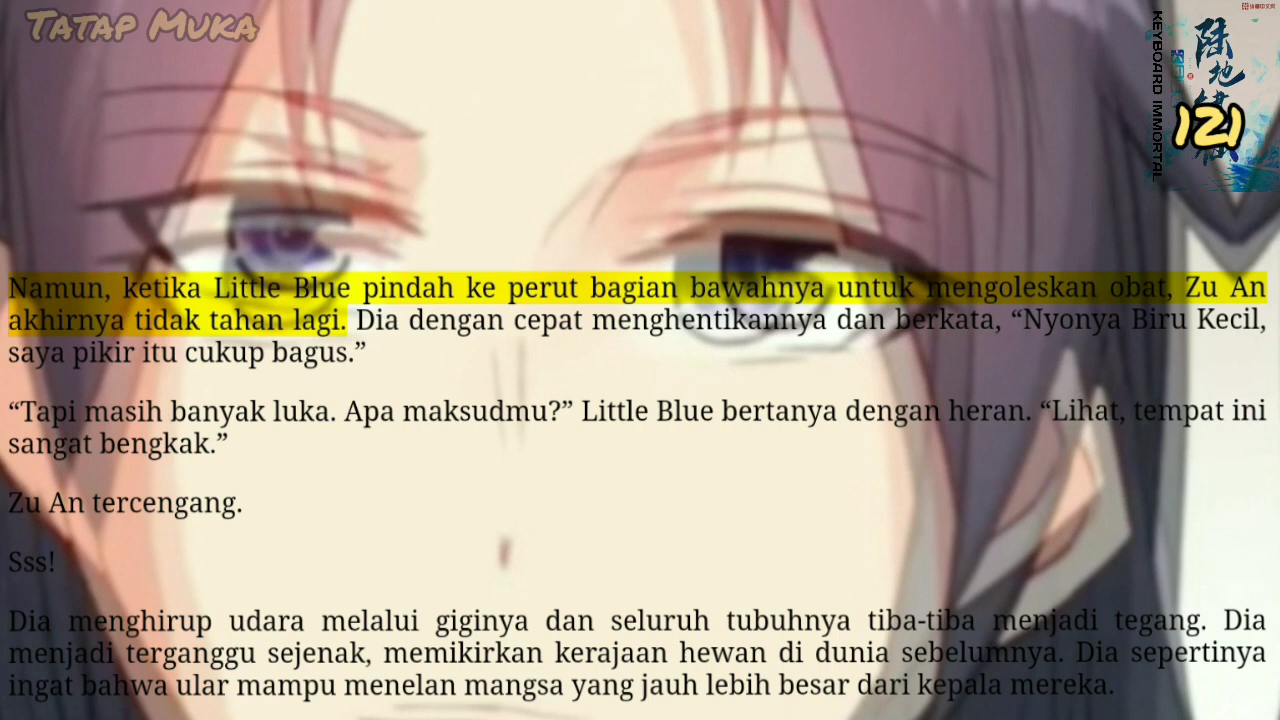 Tatap Muka
KEYBOARD IMMORTAL
陆地键仙
121
Namun, ketika Little Blue pindah ke perut bagian bawahnya untuk mengoleskan obat, Zu An
akhirnya tidak tahan lagi. Dia dengan cepat menghentikannya dan berkata, “Nyonya Biru Kecil,
saya pikir itu cukup bagus.”
“Tapi masih banyak luka. Apa maksudmu?” Little Blue bertanya dengan heran. “Lihat, tempat ini
sangat bengkak.”
Zu An tercengang.
Sss!
Dia menghirup udara melalui giginya dan seluruh tubuhnya tiba-tiba menjadi tegang. Dia
menjadi terganggu sejenak, memikirkan kerajaan hewan di dunia sebelumnya. Dia sepertinya
ingat bahwa ular mampu menelan mangsa yang jauh lebih besar dari kepala mereka.